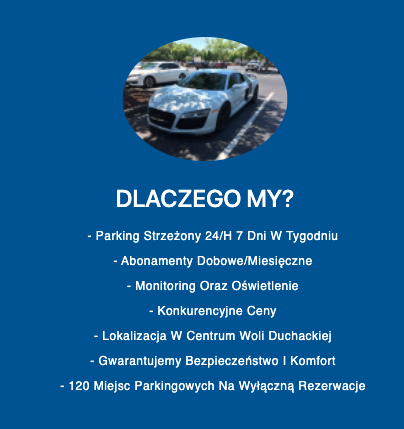 DLACZEGO MY?
- Parking Strzeżony 24/H 7 Dni W Tygodniu
- Abonamenty Dobowe/Miesięczne
- Monitoring Oraz Oświetlenie
- Konkurencyjne Ceny
- Lokalizacja W Centrum Woli Duchackiej
- Gwarantujemy Bezpieczeństwo I Komfort
- 120 Miejsc Parkingowych Na Wyłączną Rezerwacje